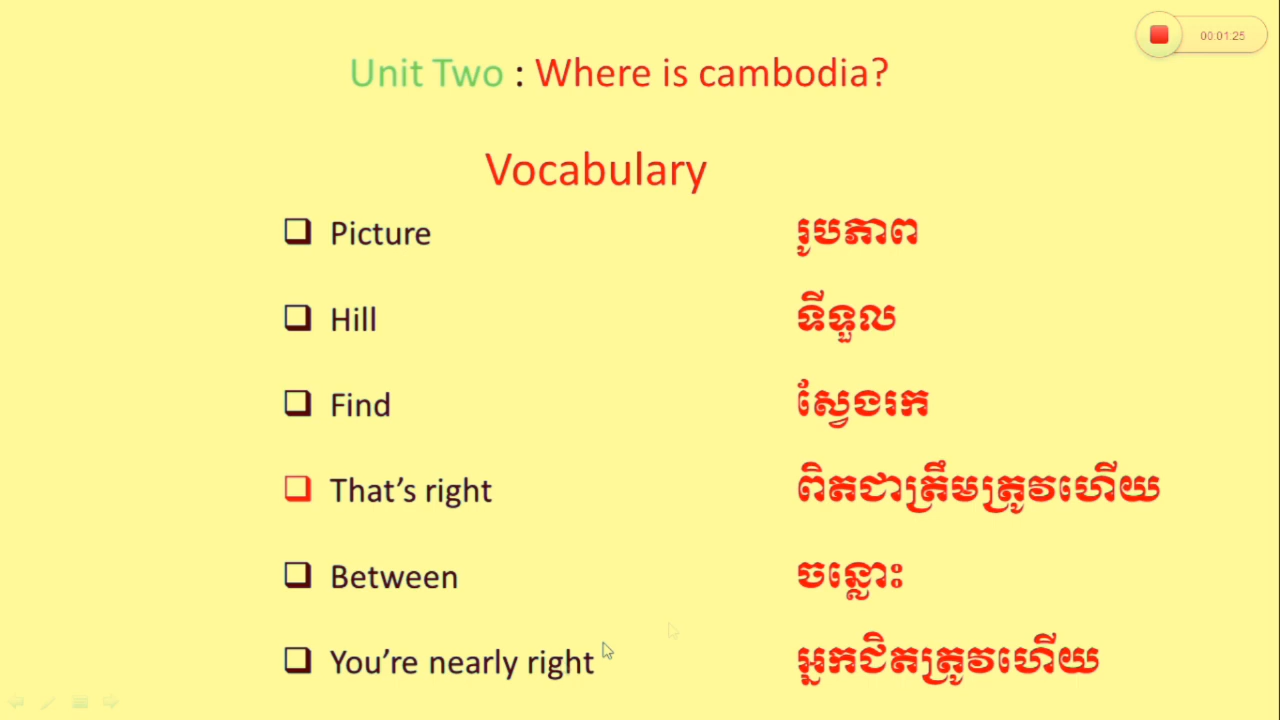 00:01:25
Unit Two : Where is cambodia?
Vocabulary
Picture រូបភាព
Hill ទីទួល
Find ស្វែងរក
That’s right ពិតជាត្រឹមត្រូវហើយ
Between ចន្លោះ
You’re nearly right អ្នកជិតត្រូវហើយ